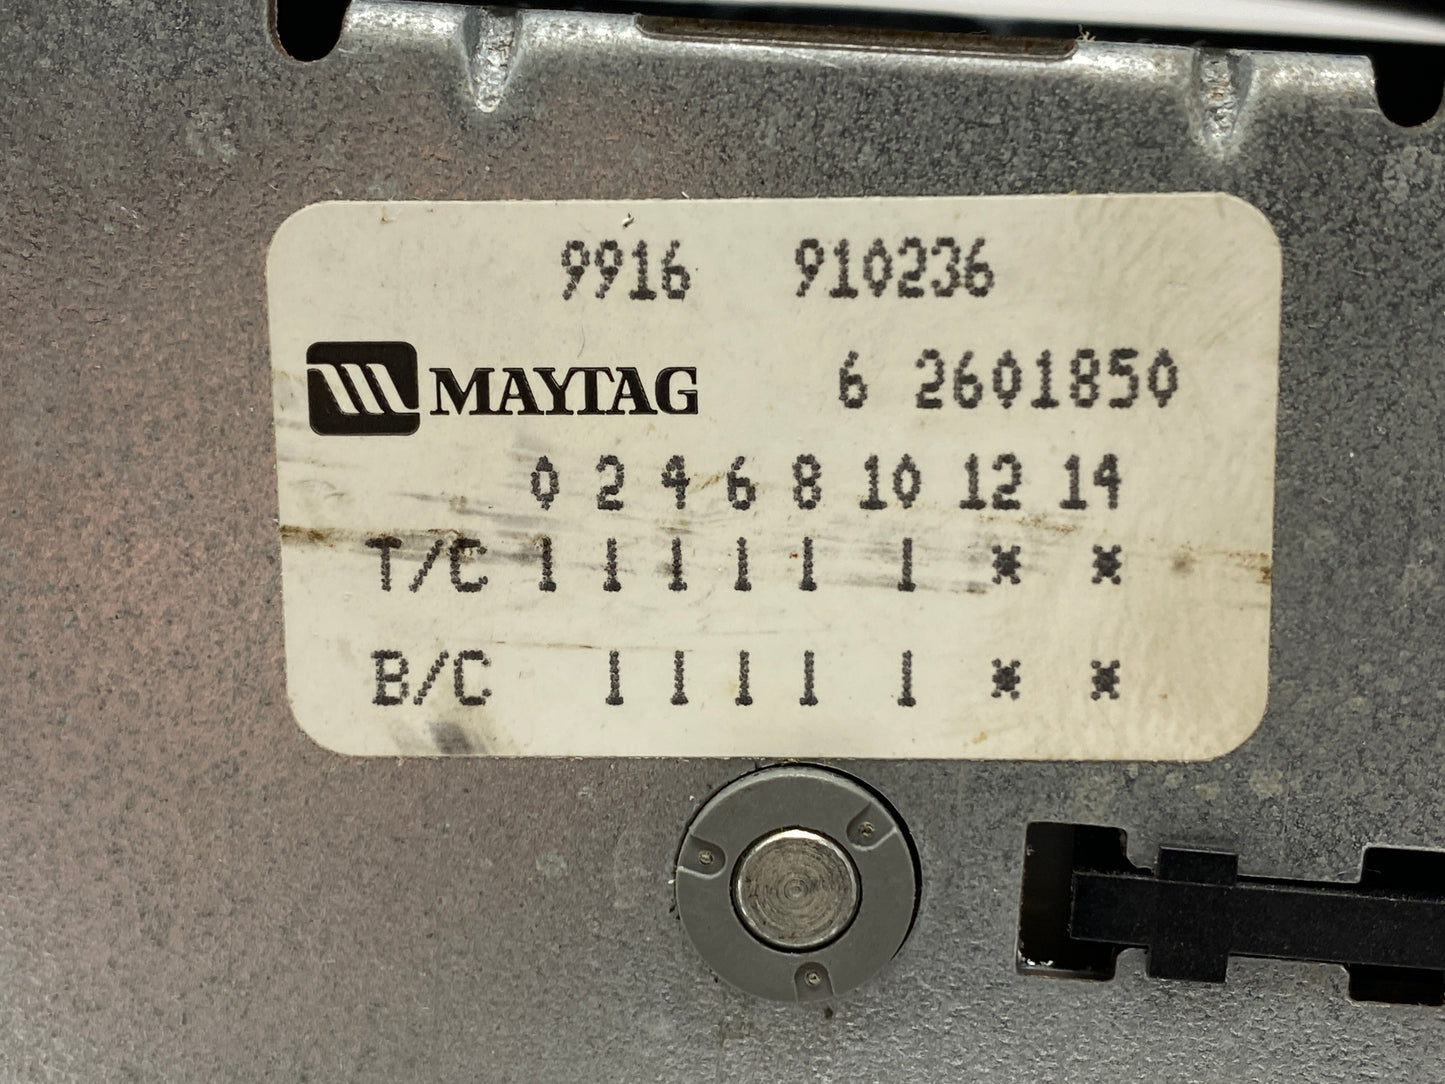 9916 910236
MAYTAG 6 2601850
0 2 4 6 8 10 12 14
T/C 1 1 1 1 1 1 * *
B/C 1 1 1 1 1 * *